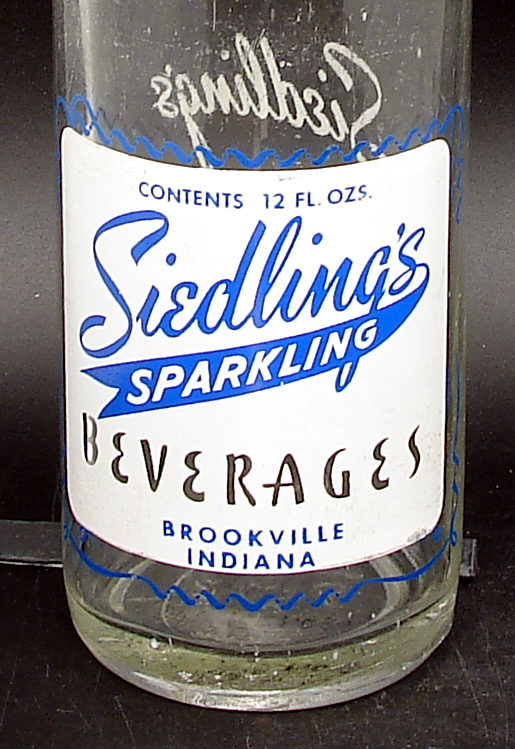 Siedling's
CONTENTS 12 FL. OZS.
Siedling's
SPARKLING
BEVERAGES
BROOKVILLE
INDIANA